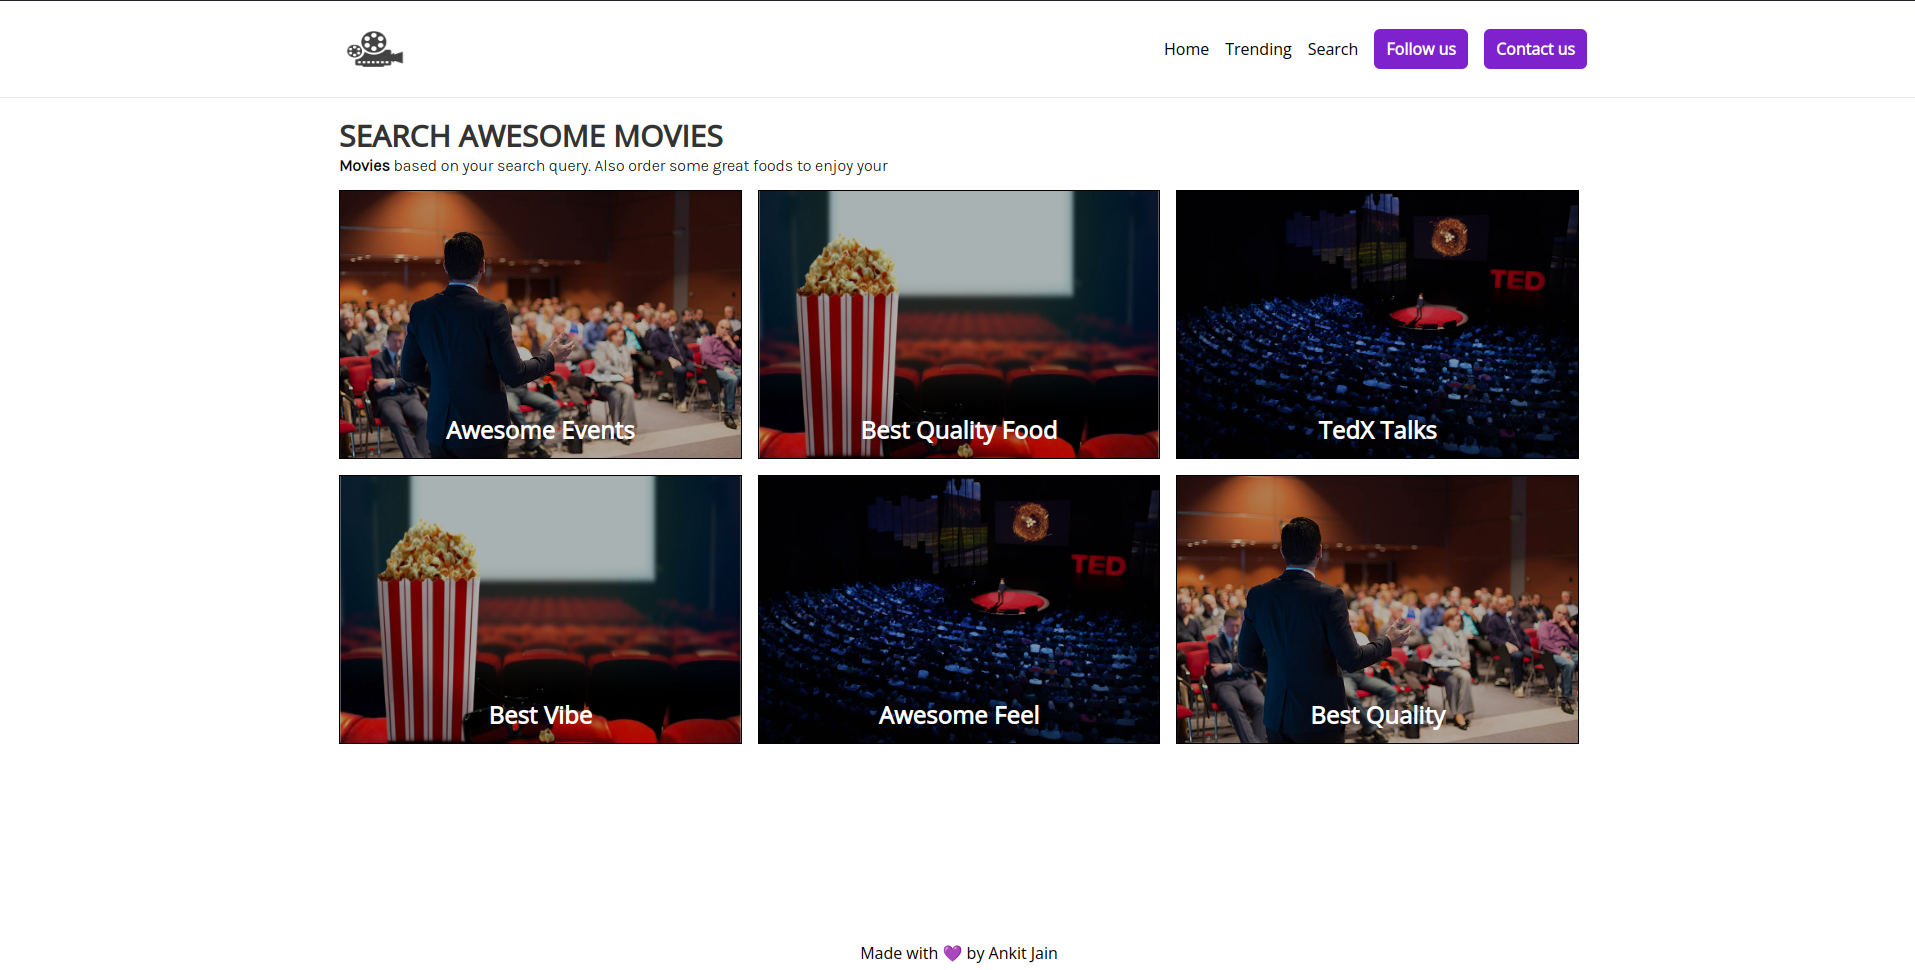 Home Trending Search Follow us Contact us
SEARCH AWESOME MOVIES
Movies based on your search query. Also order some great foods to enjoy your
TED
Awesome Events Best Quality Food TedX Talks
TED
Best Vibe Awesome Feel Best Quality
Made with 💜 by Ankit Jain